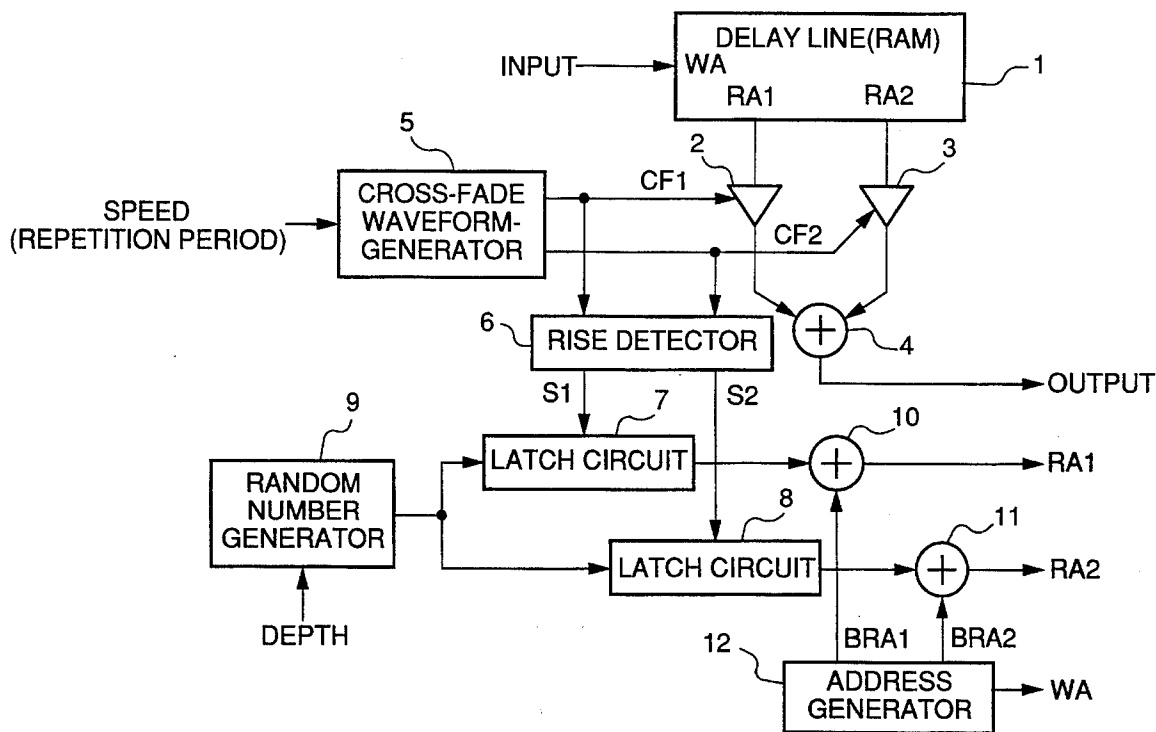 DELAY LINE(RAM)
INPUT
WA
1
RA1
RA2
5
2
3
CF1
CROSS-FADE
WAVEFORM-
GENERATOR
SPEED
(REPETITION PERIOD)
CF2
6
RISE DETECTOR
4
OUTPUT
S1
S2
7
9
10
LATCH CIRCUIT
RA1
RANDOM
NUMBER
GENERATOR
8
11
LATCH CIRCUIT
RA2
DEPTH
BRA1
BRA2
12
ADDRESS
GENERATOR
WA